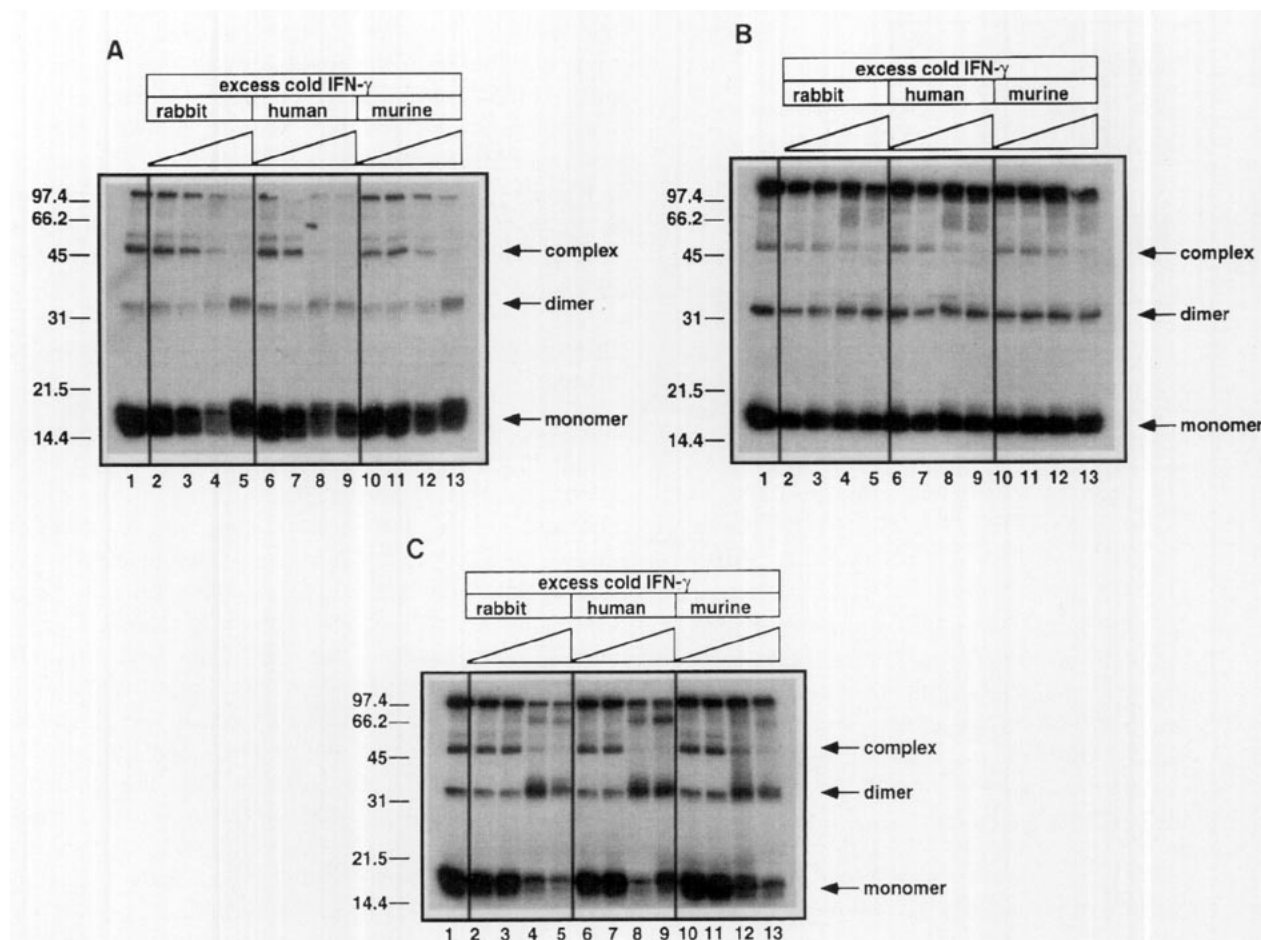 A
excess cold IFN-γ
rabbit human murine
97.4
66.2
45
31
21.5
14.4
complex
dimer
monomer
1 2 3 4 5 6 7 8 9 10 11 12 13
B
excess cold IFN-γ
rabbit human murine
97.4
66.2
45
31
21.5
14.4
complex
dimer
monomer
1 2 3 4 5 6 7 8 9 10 11 12 13
C
excess cold IFN-γ
rabbit human murine
97.4
66.2
45
31
21.5
14.4
complex
dimer
monomer
1 2 3 4 5 6 7 8 9 10 11 12 13